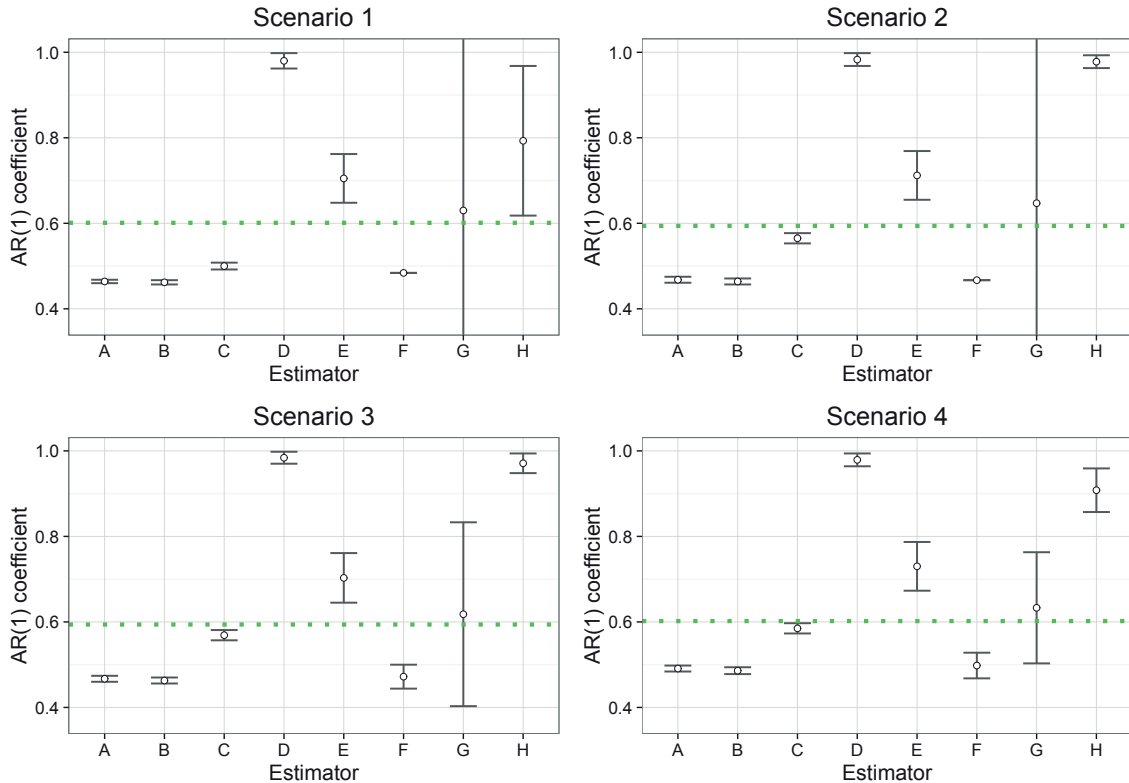 Scenario 1
AR(1) coefficient
1.0
0.8
0.6
0.4
A B C D E F G H
Estimator
Scenario 2
AR(1) coefficient
1.0
0.8
0.6
0.4
A B C D E F G H
Estimator
Scenario 3
AR(1) coefficient
1.0
0.8
0.6
0.4
A B C D E F G H
Estimator
Scenario 4
AR(1) coefficient
1.0
0.8
0.6
0.4
A B C D E F G H
Estimator